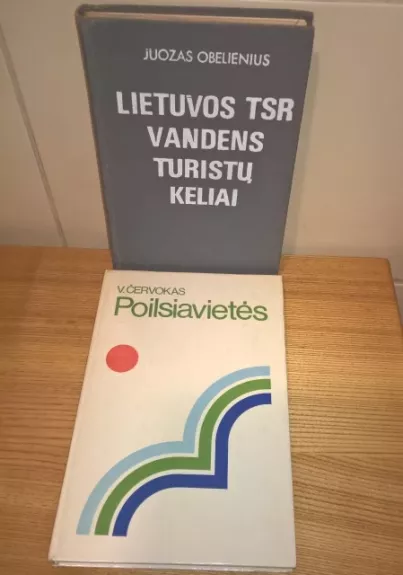 JUOZAS OBELIENIUS
LIETUVOS TSR
VANDENS
TURISTŲ
KELIAI
V. ČERVOKAS
Poilsiavietės